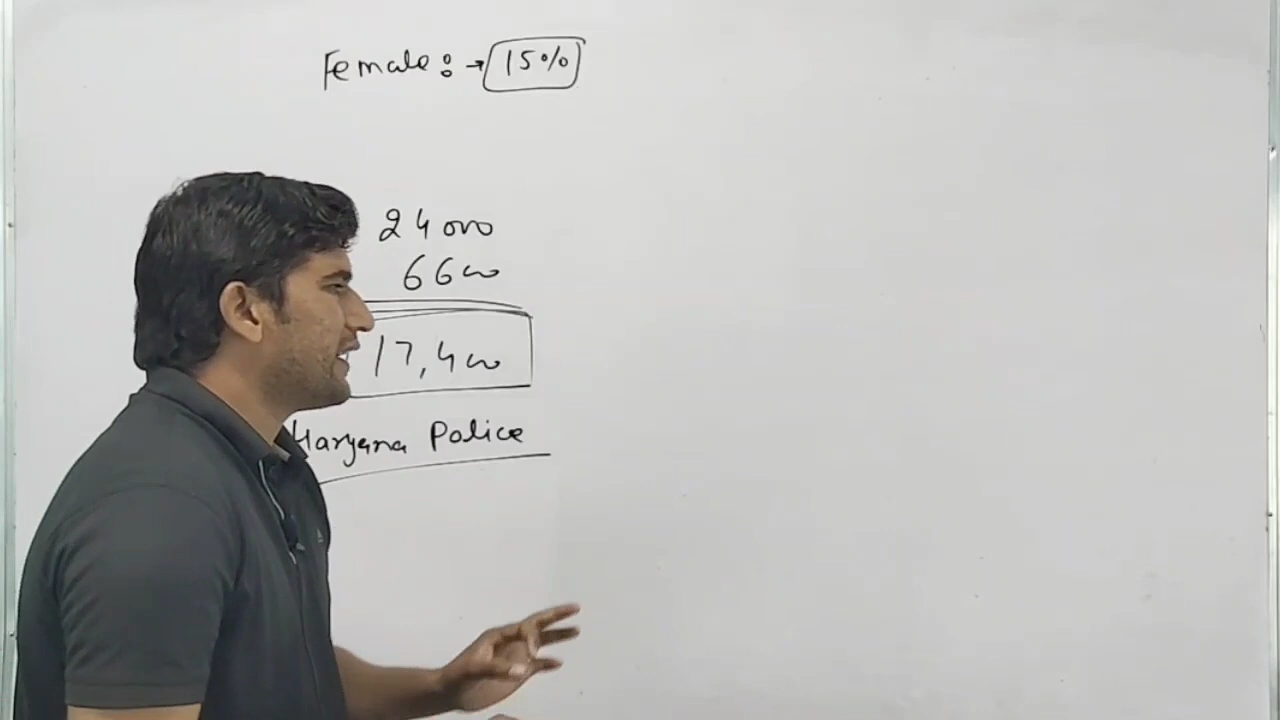 Female : → 15%
24000
6600
17,400
Haryana Police